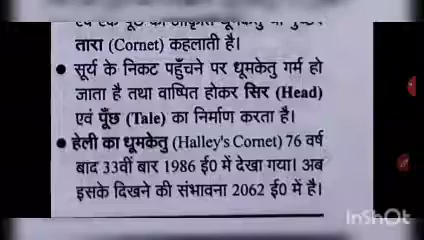 तारा (Cornet) कहलाती है।
● सूर्य के निकट पहुँचने पर धूमकेतु गर्म हो
जाता है तथा वाष्पित होकर सिर (Head)
एवं पूँछ (Tale) का निर्माण करता है।
● हेली का धूमकेतु (Halley's Cornet) 76 वर्ष
बाद 33वीं बार 1986 ई0 में देखा गया। अब
इसके दिखने की संभावना 2062 ई0 में है।
InShOt